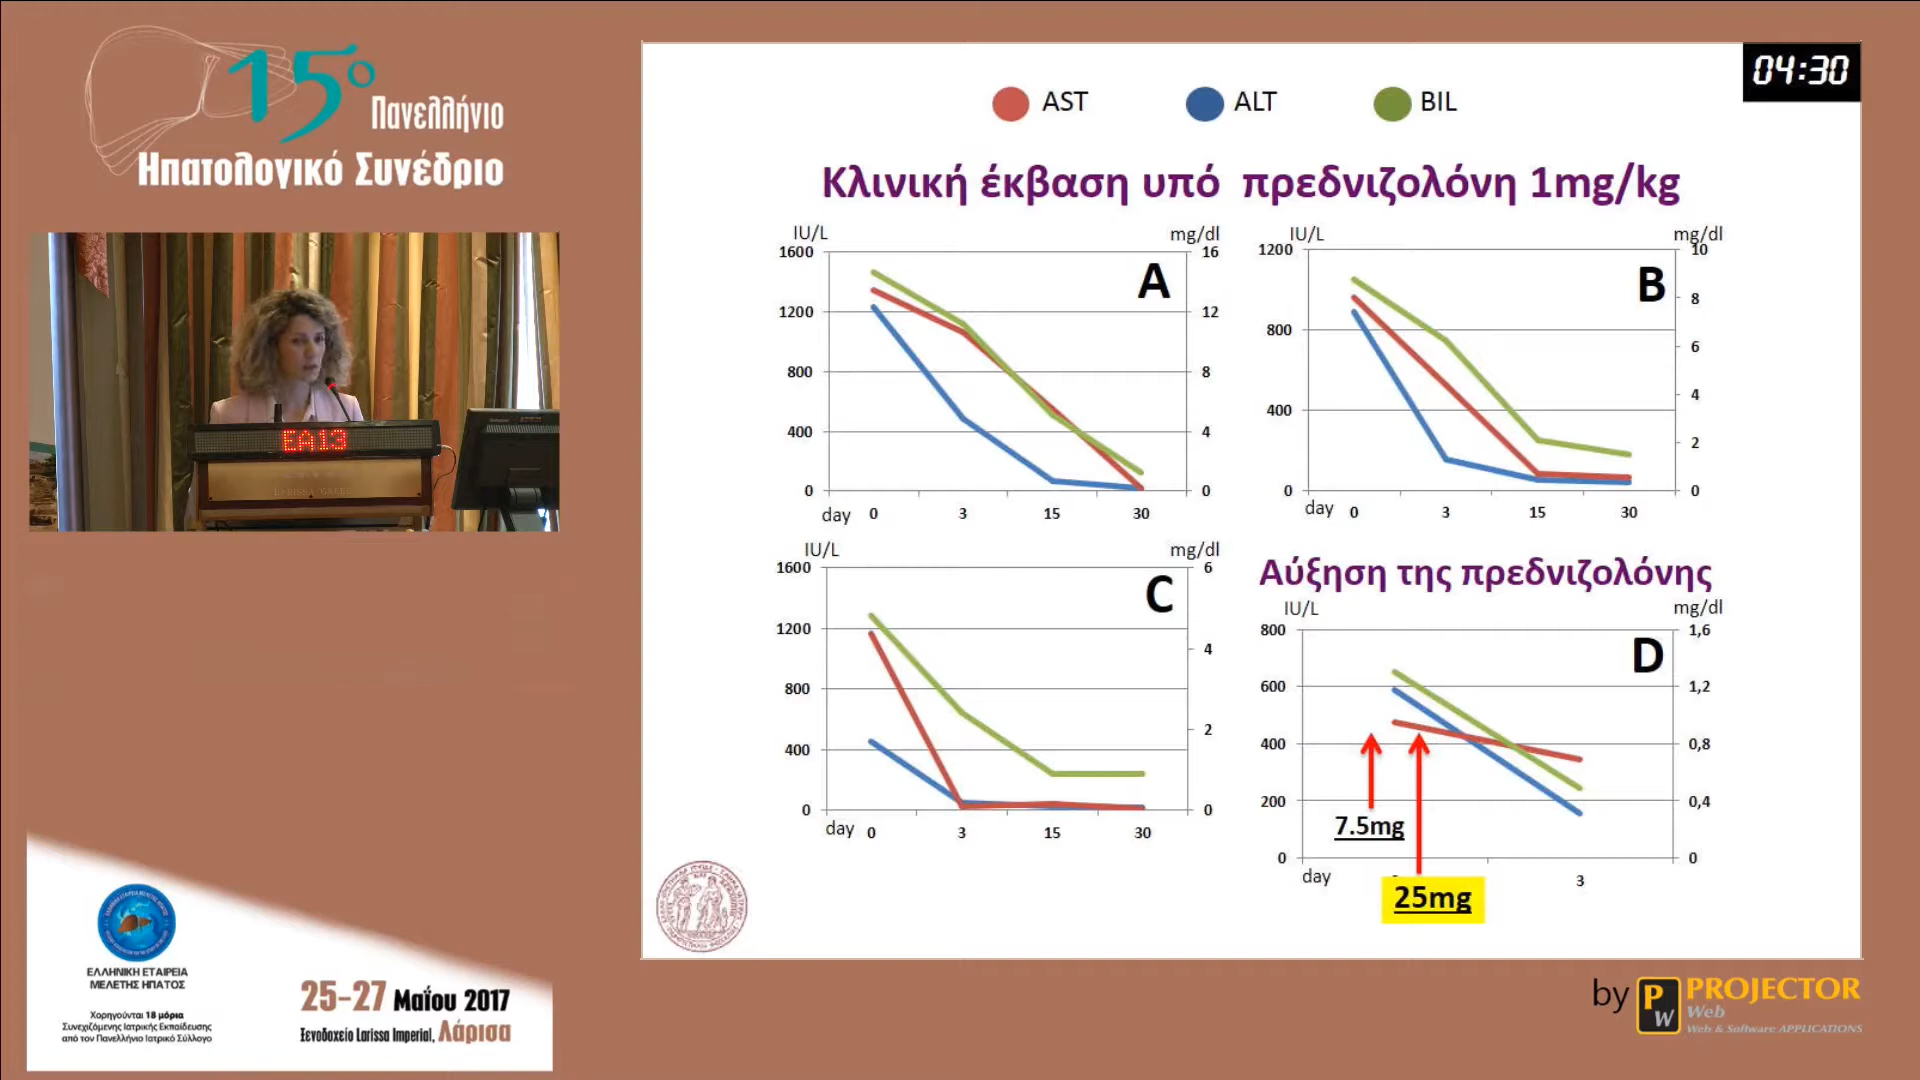 15ο
Πανελλήνιο
Ηπατολογικό Συνέδριο
EA13
04:30
AST
ALT
BIL
Κλινική έκβαση υπό πρεδνιζολόνη 1mg/kg
IU/L
mg/dl
1600
1200
800
400
0
16
12
8
4
0
A
day
0
3
15
30
IU/L
mg/dl
1200
800
400
0
10
8
6
4
2
0
B
day
0
3
15
30
IU/L
mg/dl
1600
1200
800
400
0
6
4
2
0
C
day
0
3
15
30
Αύξηση της πρεδνιζολόνης
IU/L
mg/dl
800
600
400
200
0
1,6
1,2
0,8
0,4
0
D
7.5mg
25mg
day
3
ΕΛΛΗΝΙΚΗ ΕΤΑΙΡΕΙΑ
ΜΕΛΕΤΗΣ ΗΠΑΤΟΣ
Χορηγούνται 18 μόρια
Συνεχιζόμενης Ιατρικής Εκπαίδευσης
από τον Πανελλήνιο Ιατρικό Σύλλογο
25-27 Μαΐου 2017
Ξενοδοχείο Larissa Imperial, Λάρισα
by PW PROJECTOR
Web
Web & Software APPLICATIONS